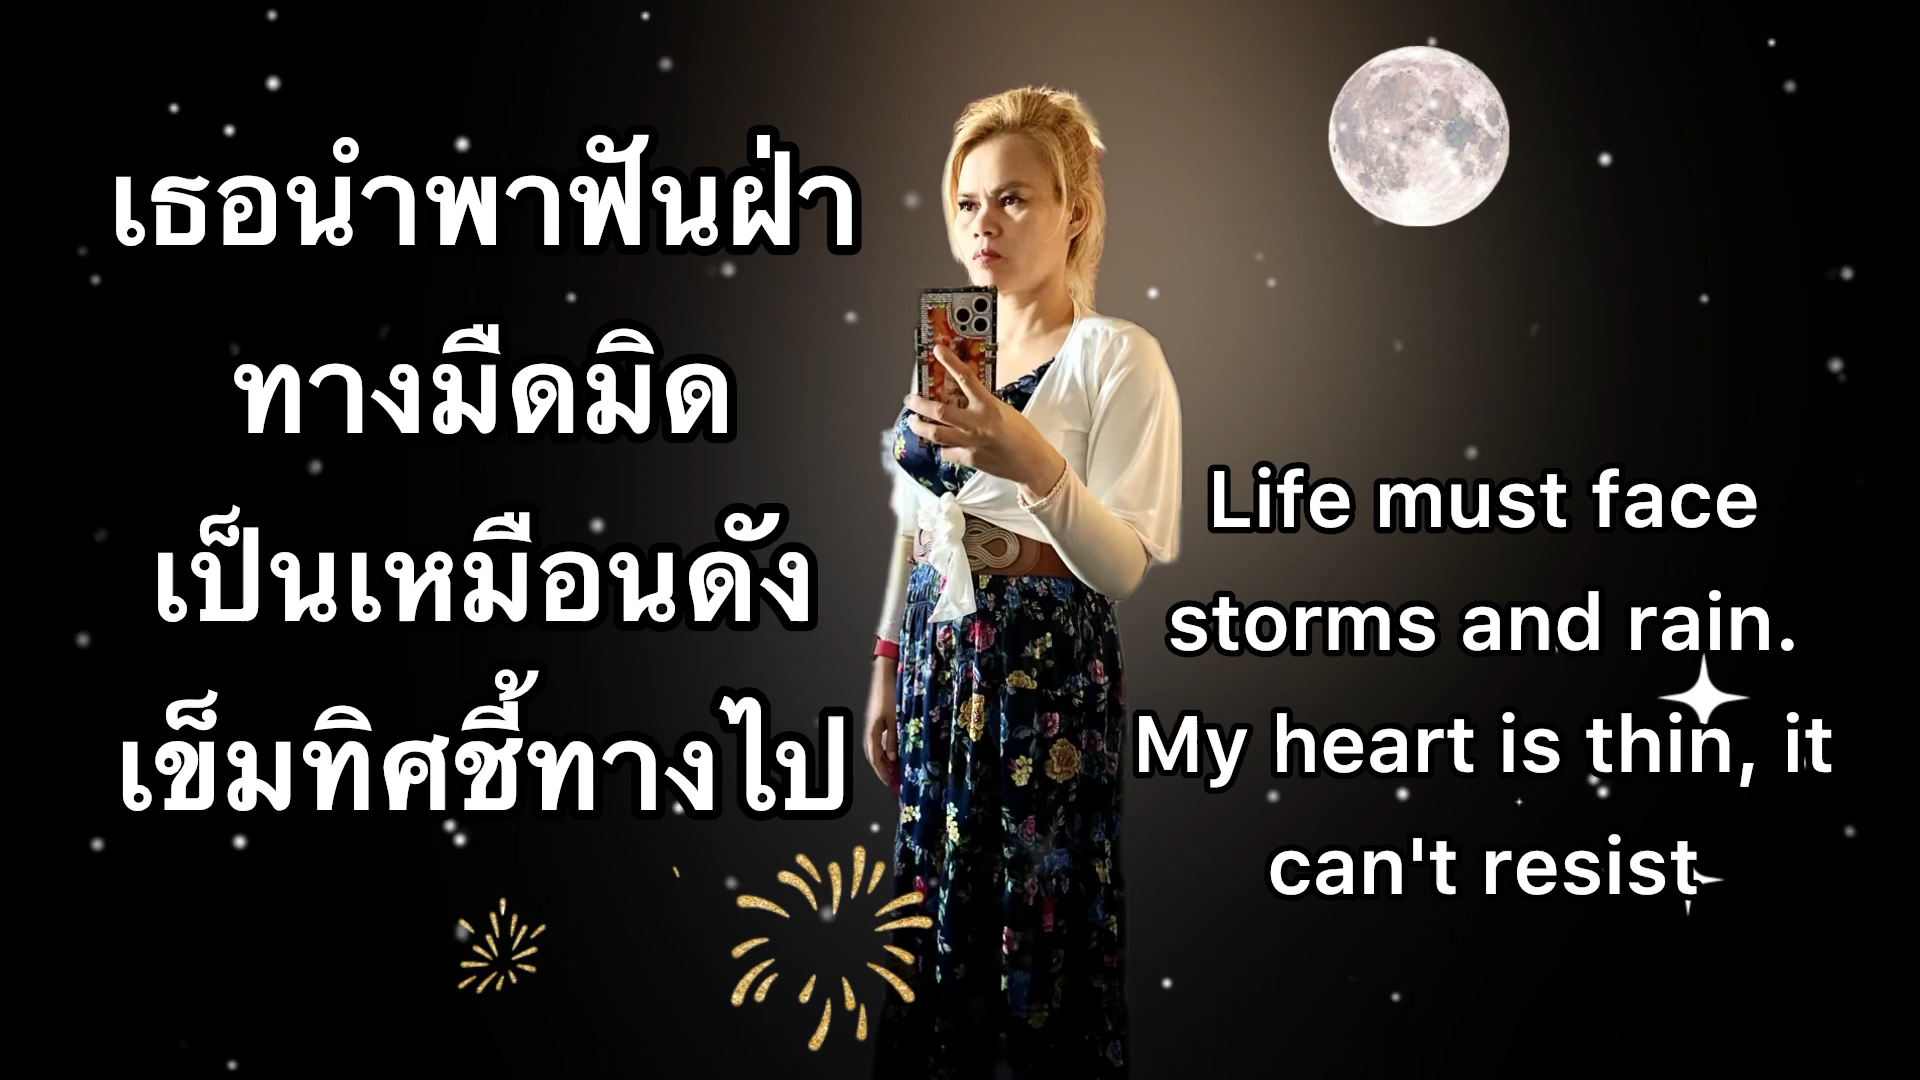 เธอนำพาฟันฝ่า
ทางมืดมิด
เป็นเหมือนดัง
เข็มทิศชี้ทางไป
Life must face
storms and rain.
My heart is thin, it
can't resist